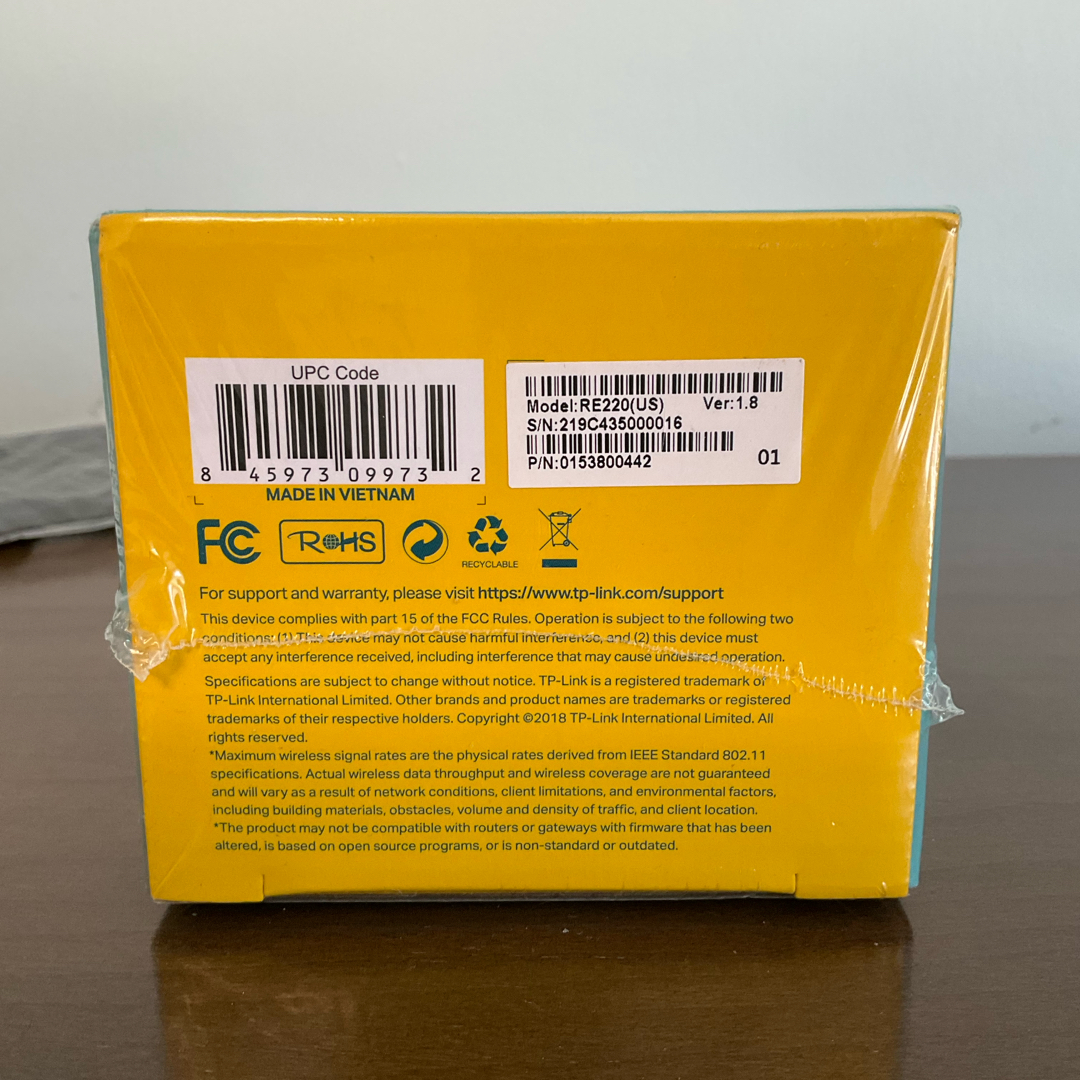 UPC Code
8 45973 09973 2
MADE IN VIETNAM
Model:RE220(US) Ver:1.8
S/N:219C435000016
P/N:0153800442 01
FC
RoHS
RECYCLABLE
For support and warranty, please visit https://www.tp-link.com/support
This device complies with part 15 of the FCC Rules. Operation is subject to the following two
conditions: (1) This device may not cause harmful interference, and (2) this device must
accept any interference received, including interference that may cause undesired operation.
Specifications are subject to change without notice. TP-Link is a registered trademark of
TP-Link International Limited. Other brands and product names are trademarks or registered
trademarks of their respective holders. Copyright ©2018 TP-Link International Limited. All
rights reserved.
*Maximum wireless signal rates are the physical rates derived from IEEE Standard 802.11
specifications. Actual wireless data throughput and wireless coverage are not guaranteed
and will vary as a result of network conditions, client limitations, and environmental factors,
including building materials, obstacles, volume and density of traffic, and client location.
*The product may not be compatible with routers or gateways with firmware that has been
altered, is based on open source programs, or is non-standard or outdated.